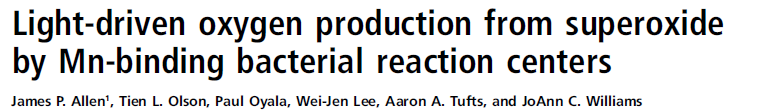 Light-driven oxygen production from superoxide
by Mn-binding bacterial reaction centers
James P. Allen¹, Tien L. Olson, Paul Oyala, Wei-Jen Lee, Aaron A. Tufts, and JoAnn C. Williams